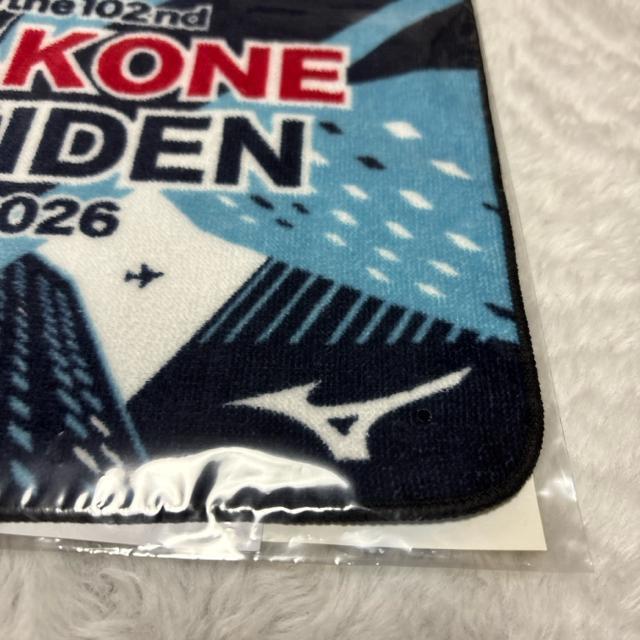 the 102nd
KONE
IDEN
026